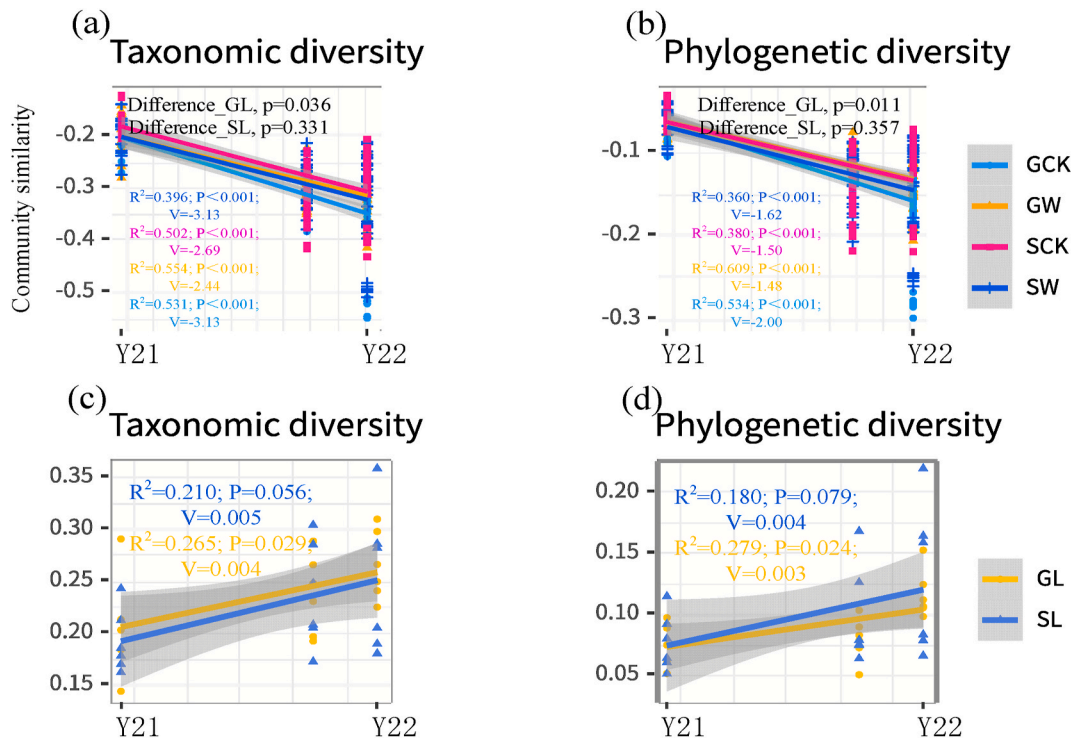 (a)
Taxonomic diversity
Community similarity
-0.2
-0.3
-0.4
-0.5
Difference_GL, p=0.036
Difference_SL, p=0.331
R²=0.396; P＜0.001;
V=-3.13
R²=0.502; P＜0.001;
V=-2.69
R²=0.554; P＜0.001;
V=-2.44
R²=0.531; P＜0.001;
V=-3.13
Y21
Y22
(b)
Phylogenetic diversity
-0.1
-0.2
-0.3
Difference_GL, p=0.011
Difference_SL, p=0.357
R²=0.360; P＜0.001;
V=-1.62
R²=0.380; P＜0.001;
V=-1.50
R²=0.609; P＜0.001;
V=-1.48
R²=0.534; P＜0.001;
V=-2.00
Y21
Y22
GCK
GW
SCK
SW
(c)
Taxonomic diversity
0.35
0.30
0.25
0.20
0.15
R²=0.210; P=0.056;
V=0.005
R²=0.265; P=0.029;
V=0.004
Y21
Y22
(d)
Phylogenetic diversity
0.20
0.15
0.10
0.05
R²=0.180; P=0.079;
V=0.004
R²=0.279; P=0.024;
V=0.003
Y21
Y22
GL
SL